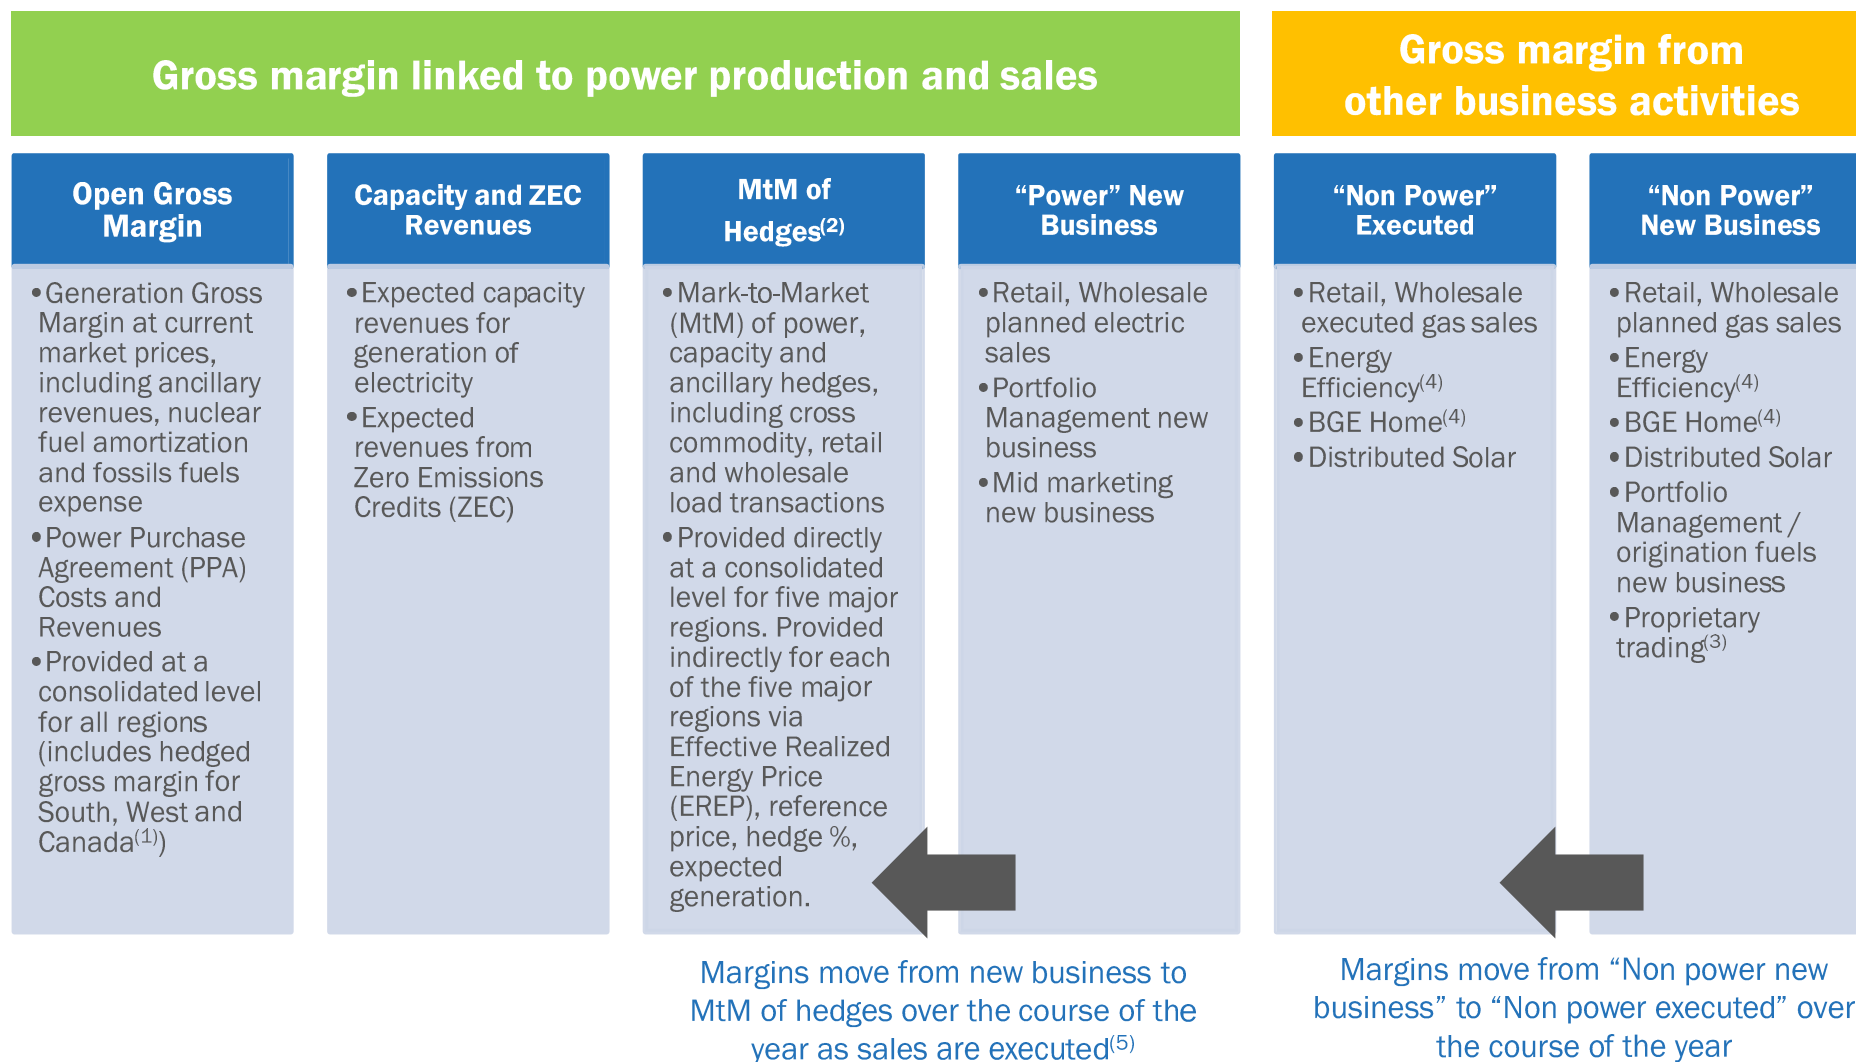 Gross margin linked to power production and sales
Gross margin from
other business activities
Open Gross
Margin
•Generation Gross
Margin at current
market prices,
including ancillary
revenues, nuclear
fuel amortization
and fossils fuels
expense
•Power Purchase
Agreement (PPA)
Costs and
Revenues
•Provided at a
consolidated level
for all regions
(includes hedged
gross margin for
South, West and
Canada(1))
Capacity and ZEC
Revenues
•Expected capacity
revenues for
generation of
electricity
•Expected
revenues from
Zero Emissions
Credits (ZEC)
MtM of
Hedges(2)
•Mark-to-Market
(MtM) of power,
capacity and
ancillary hedges,
including cross
commodity, retail
and wholesale
load transactions
•Provided directly
at a consolidated
level for five major
regions. Provided
indirectly for each
of the five major
regions via
Effective Realized
Energy Price
(EREP), reference
price, hedge %,
expected
generation.
“Power” New
Business
•Retail, Wholesale
planned electric
sales
•Portfolio
Management new
business
•Mid marketing
new business
“Non Power”
Executed
•Retail, Wholesale
executed gas sales
•Energy
Efficiency(4)
•BGE Home(4)
•Distributed Solar
“Non Power”
New Business
•Retail, Wholesale
planned gas sales
•Energy
Efficiency(4)
•BGE Home(4)
•Distributed Solar
•Portfolio
Management /
origination fuels
new business
•Proprietary
trading(3)
Margins move from new business to
MtM of hedges over the course of the
year as sales are executed(5)
Margins move from “Non power new
business” to “Non power executed” over
the course of the year